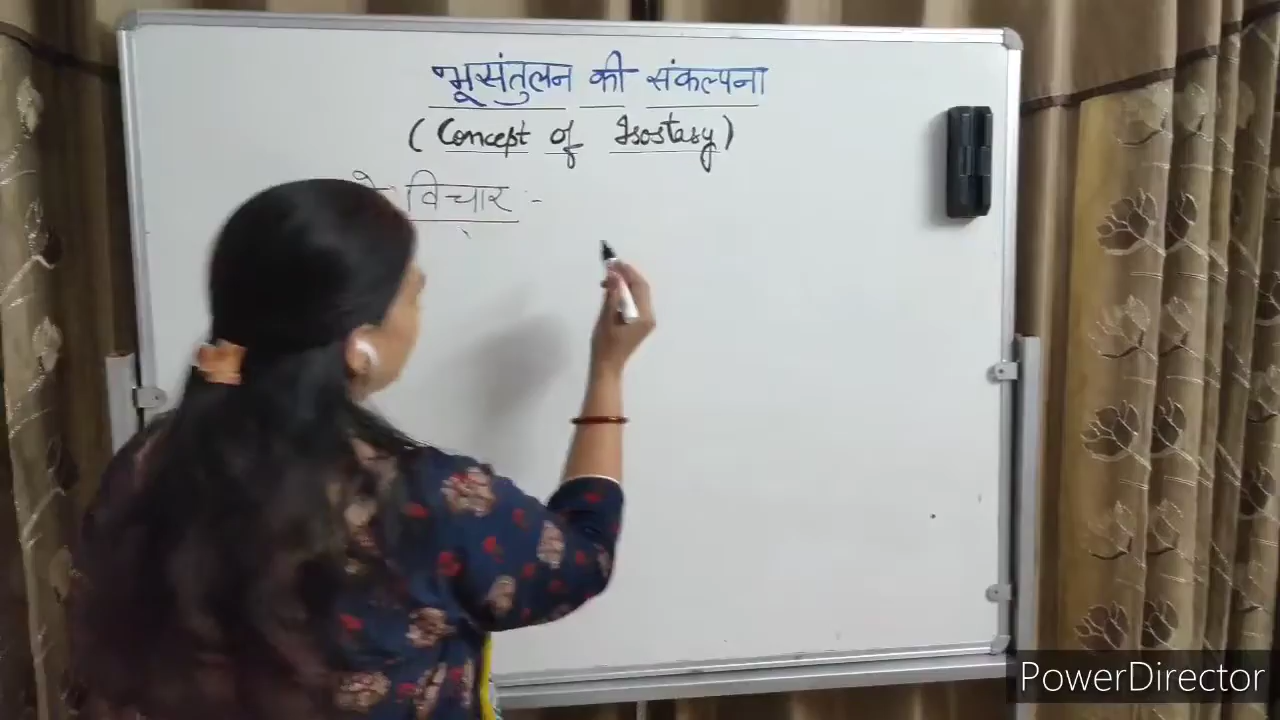 भूसंतुलन की संकल्पना
(Concept of Isostasy)
के विचार :-
PowerDirector